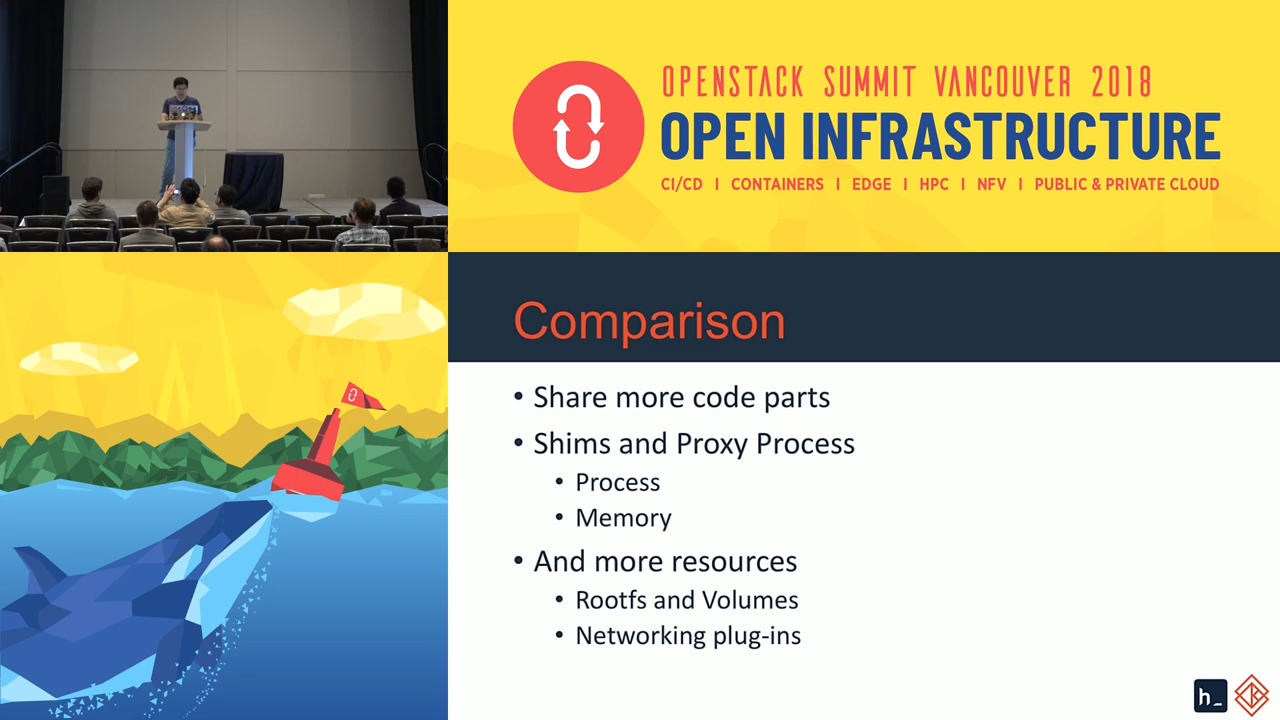 OPENSTACK SUMMIT VANCOUVER 2018
OPEN INFRASTRUCTURE
CI/CD I CONTAINERS I EDGE I HPC I NFV I PUBLIC & PRIVATE CLOUD
Comparison
• Share more code parts
• Shims and Proxy Process
• Process
• Memory
• And more resources
• Rootfs and Volumes
• Networking plug-ins
h_